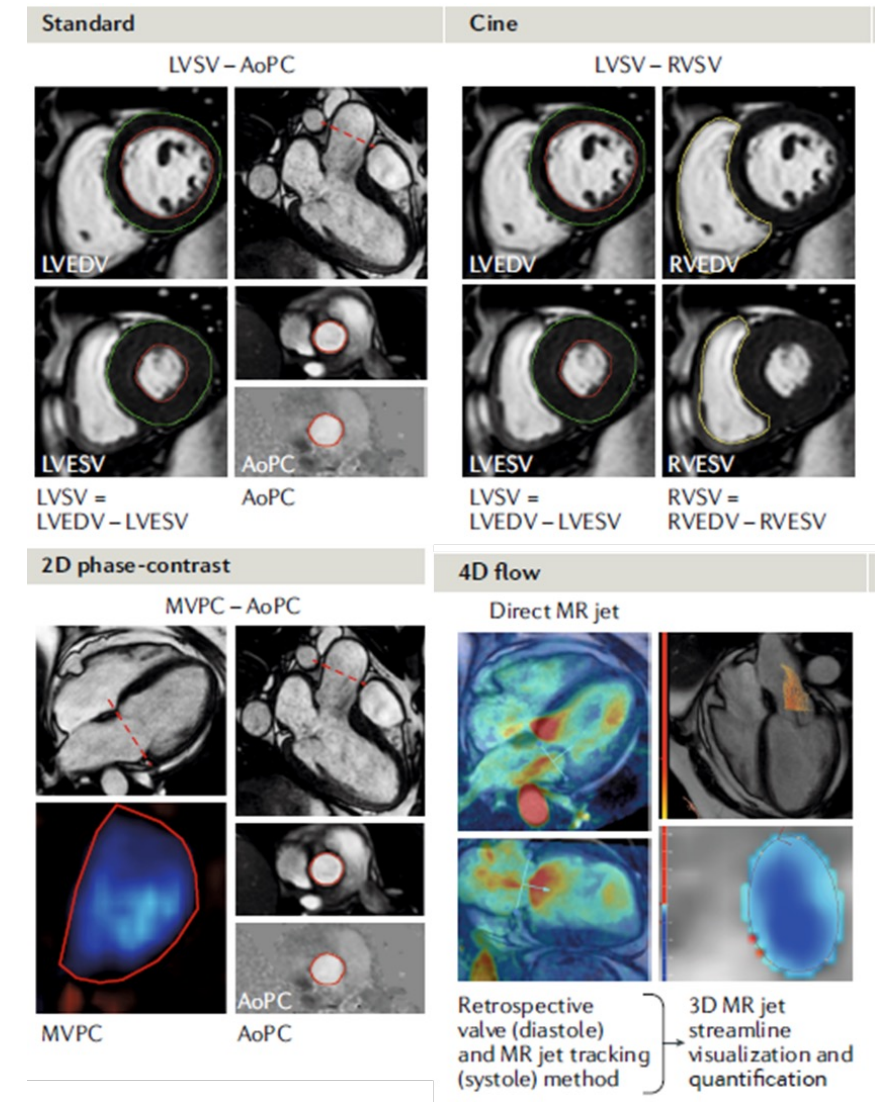 Standard
LVSV – AoPC
LVEDV
LVESV
AoPC
LVSV =
LVEDV – LVESV
AoPC
Cine
LVSV – RVSV
LVEDV
RVEDV
LVESV
RVESV
LVSV =
LVEDV – LVESV
RVSV =
RVEDV – RVESV
2D phase-contrast
MVPC – AoPC
AoPC
MVPC
AoPC
4D flow
Direct MR jet
Retrospective
valve (diastole)
and MR jet tracking
(systole) method
3D MR jet
streamline
visualization and
quantification